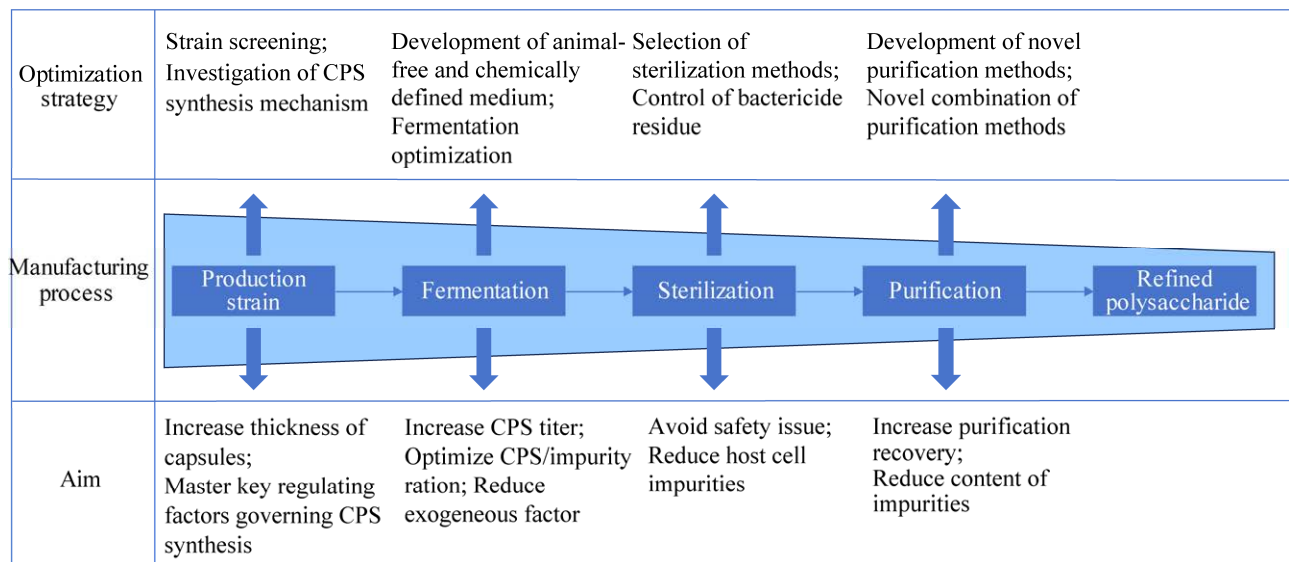 Optimization
strategy
Strain screening;
Investigation of CPS
synthesis mechanism
Development of animal-
free and chemically
defined medium;
Fermentation
optimization
Selection of
sterilization methods;
Control of bactericide
residue
Development of novel
purification methods;
Novel combination of
purification methods
Manufacturing
process
Production
strain
Fermentation
Sterilization
Purification
Refined
polysaccharide
Aim
Increase thickness of
capsules;
Master key regulating
factors governing CPS
synthesis
Increase CPS titer;
Optimize CPS/impurity
ration; Reduce
exogeneous factor
Avoid safety issue;
Reduce host cell
impurities
Increase purification
recovery;
Reduce content of
impurities